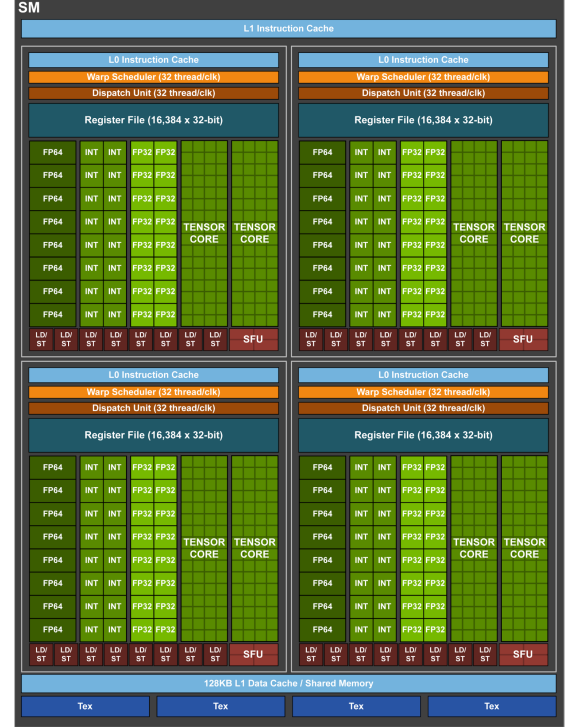 SM
L1 Instruction Cache
L0 Instruction Cache
Warp Scheduler (32 thread/clk)
Dispatch Unit (32 thread/clk)
Register File (16,384 x 32-bit)
FP64 INT INT FP32 FP32
FP64 INT INT FP32 FP32
FP64 INT INT FP32 FP32
FP64 INT INT FP32 FP32
FP64 INT INT FP32 FP32
FP64 INT INT FP32 FP32
FP64 INT INT FP32 FP32
FP64 INT INT FP32 FP32
TENSOR TENSOR
CORE CORE
LD/ LD/ LD/ LD/ LD/ LD/ LD/ LD/
ST ST ST ST ST ST ST ST
SFU
L0 Instruction Cache
Warp Scheduler (32 thread/clk)
Dispatch Unit (32 thread/clk)
Register File (16,384 x 32-bit)
FP64 INT INT FP32 FP32
FP64 INT INT FP32 FP32
FP64 INT INT FP32 FP32
FP64 INT INT FP32 FP32
FP64 INT INT FP32 FP32
FP64 INT INT FP32 FP32
FP64 INT INT FP32 FP32
FP64 INT INT FP32 FP32
TENSOR TENSOR
CORE CORE
LD/ LD/ LD/ LD/ LD/ LD/ LD/ LD/
ST ST ST ST ST ST ST ST
SFU
L0 Instruction Cache
Warp Scheduler (32 thread/clk)
Dispatch Unit (32 thread/clk)
Register File (16,384 x 32-bit)
FP64 INT INT FP32 FP32
FP64 INT INT FP32 FP32
FP64 INT INT FP32 FP32
FP64 INT INT FP32 FP32
FP64 INT INT FP32 FP32
FP64 INT INT FP32 FP32
FP64 INT INT FP32 FP32
FP64 INT INT FP32 FP32
TENSOR TENSOR
CORE CORE
LD/ LD/ LD/ LD/ LD/ LD/ LD/ LD/
ST ST ST ST ST ST ST ST
SFU
L0 Instruction Cache
Warp Scheduler (32 thread/clk)
Dispatch Unit (32 thread/clk)
Register File (16,384 x 32-bit)
FP64 INT INT FP32 FP32
FP64 INT INT FP32 FP32
FP64 INT INT FP32 FP32
FP64 INT INT FP32 FP32
FP64 INT INT FP32 FP32
FP64 INT INT FP32 FP32
FP64 INT INT FP32 FP32
FP64 INT INT FP32 FP32
TENSOR TENSOR
CORE CORE
LD/ LD/ LD/ LD/ LD/ LD/ LD/ LD/
ST ST ST ST ST ST ST ST
SFU
128KB L1 Data Cache / Shared Memory
Tex Tex Tex Tex